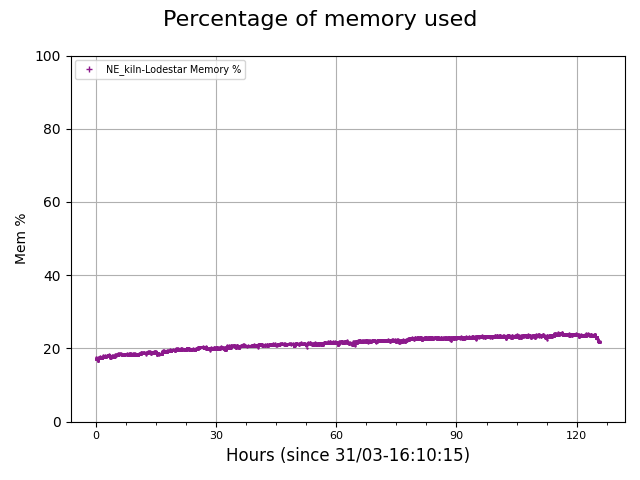 Percentage of memory used
100
NE_kiln-Lodestar Memory %
80
60
Mem %
40
20
0
0 30 60 90 120
Hours (since 31/03-16:10:15)